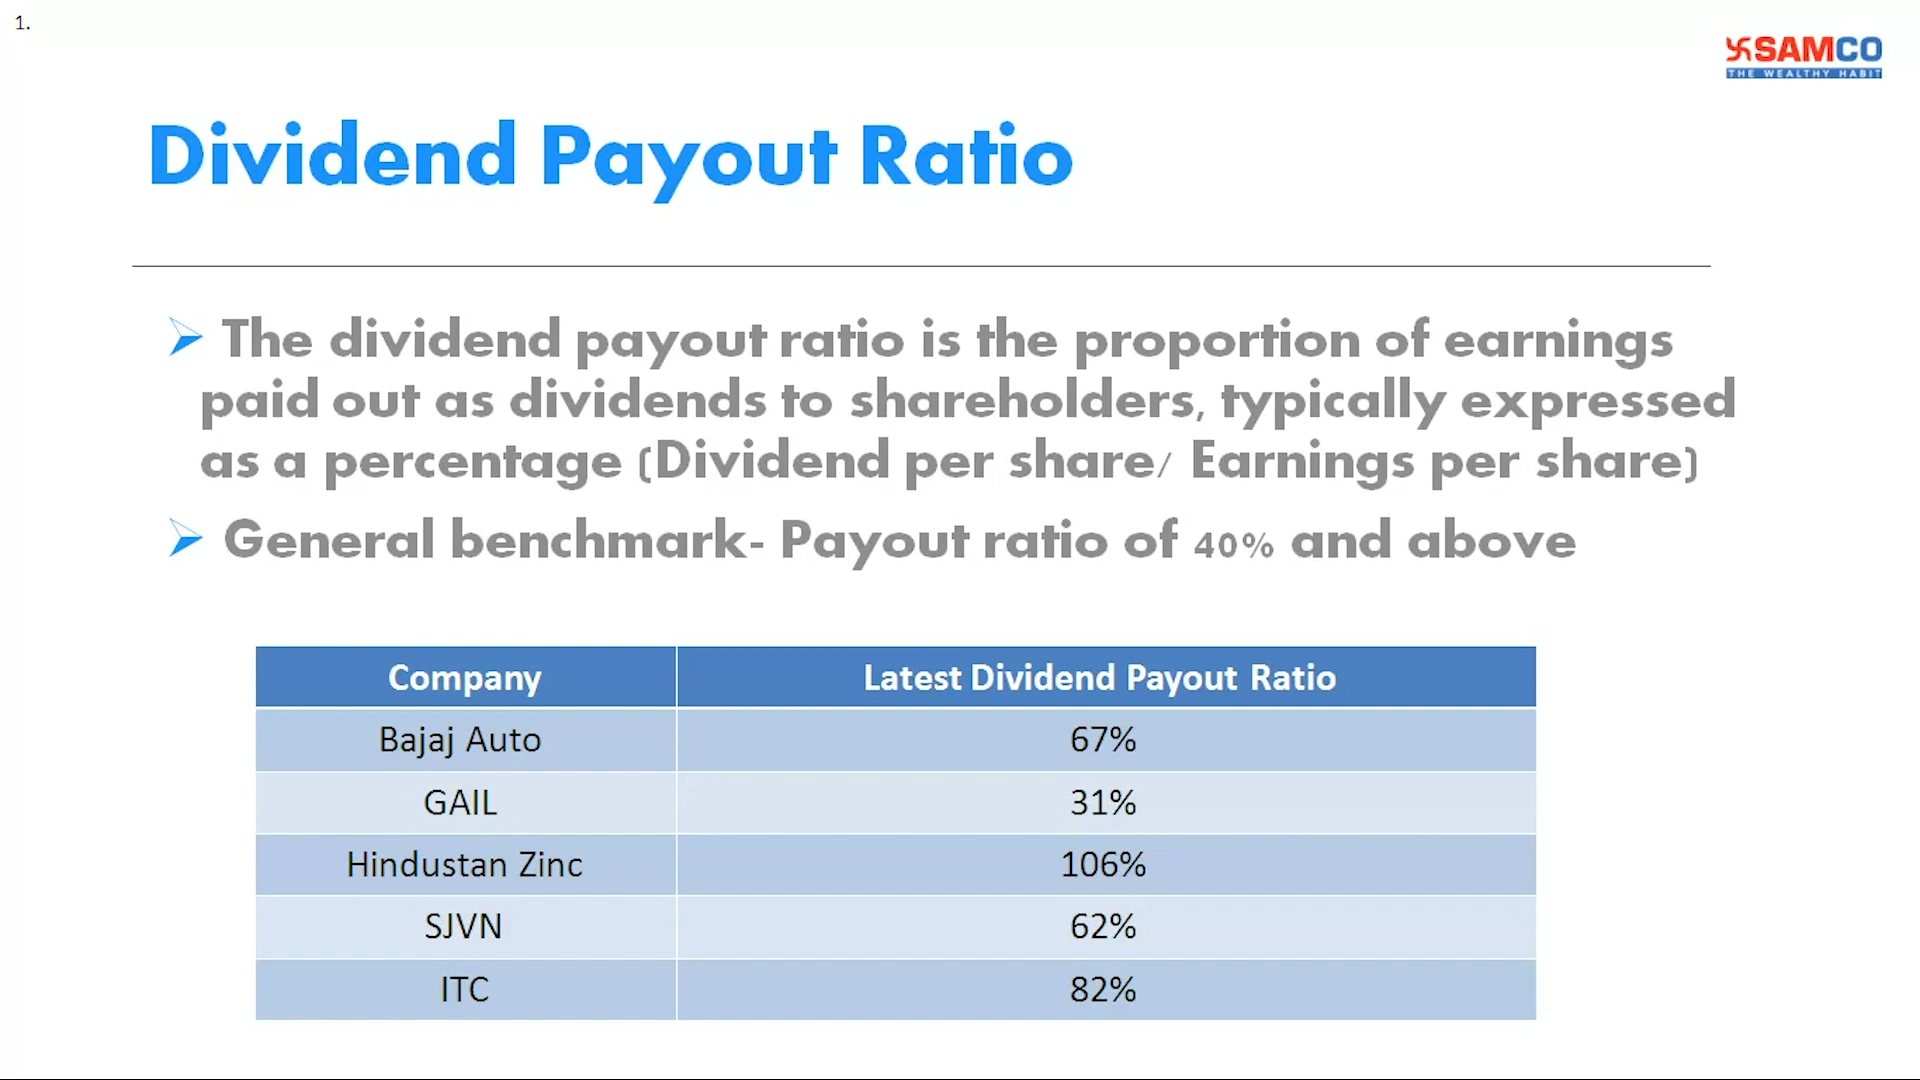 1.
SAMCO
THE WEALTHY HABIT
Dividend Payout Ratio
The dividend payout ratio is the proportion of earnings
paid out as dividends to shareholders, typically expressed
as a percentage (Dividend per share/ Earnings per share)
General benchmark- Payout ratio of 40% and above
Company Latest Dividend Payout Ratio
Bajaj Auto 67%
GAIL 31%
Hindustan Zinc 106%
SJVN 62%
ITC 82%